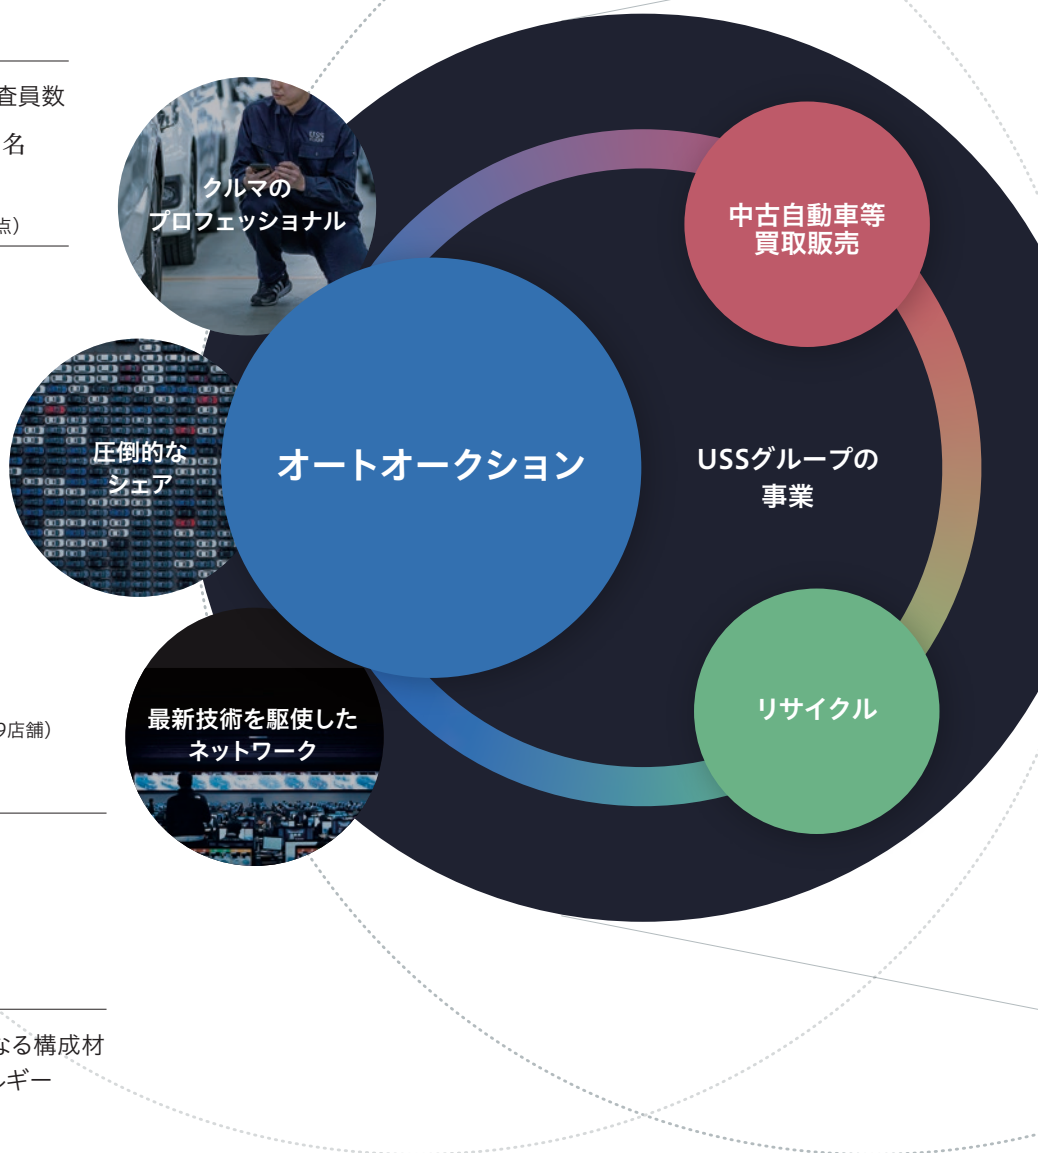 査員数
名
点）
クルマの
プロフェッショナル
中古自動車等
買取販売
圧倒的な
シェア
オートオークション
USSグループの
事業
最新技術を駆使した
ネットワーク
リサイクル
9店舗）
なる構成材
ルギー
USS